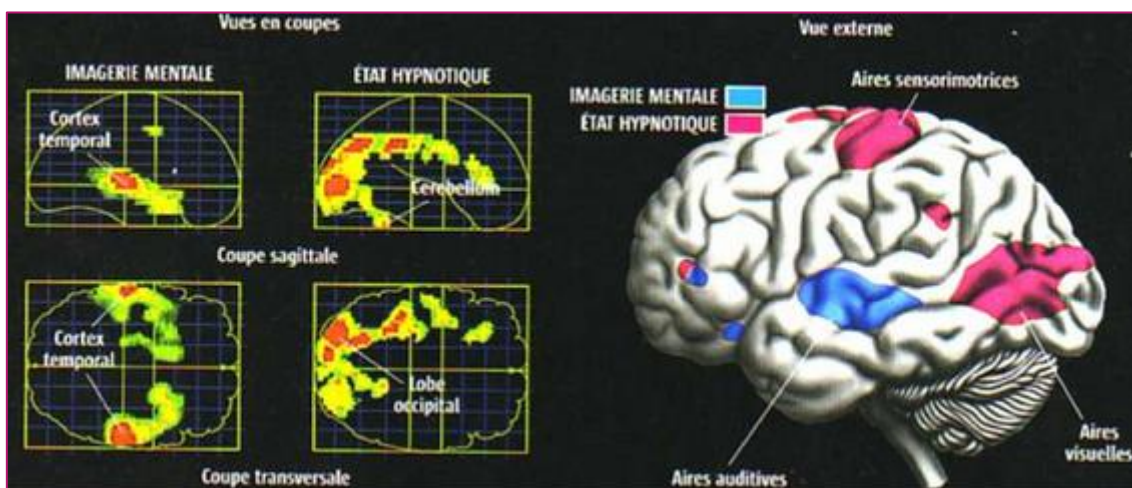 Vues en coupes
IMAGERIE MENTALE
ÉTAT HYPNOTIQUE
Cortex
temporal
Cerebellum
Coupe sagittale
Cortex
temporal
Lobe
occipital
Coupe transversale
Vue externe
Aires sensorimotrices
IMAGERIE MENTALE
ÉTAT HYPNOTIQUE
Aires
visuelles
Aires auditives